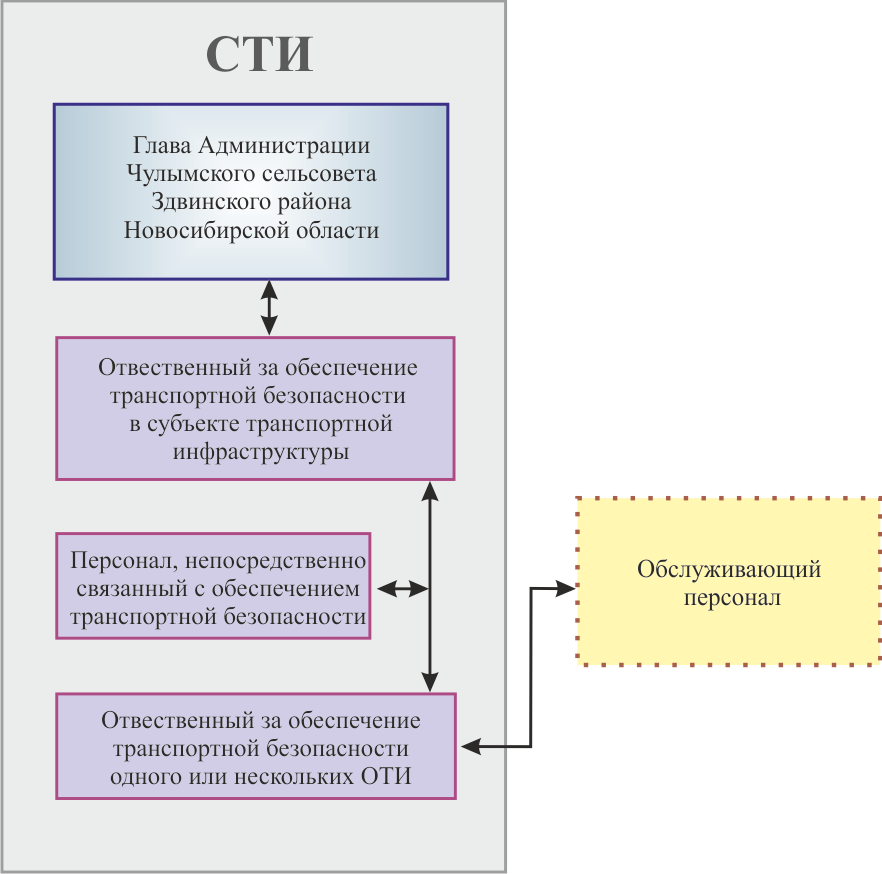 СТИ
Глава Администрации
Чулымского сельсовета
Здвинского района
Новосибирской области
Отвественный за обеспечение
транспортной безопасности
в субъекте транспортной
инфраструктуры
Персонал, непосредственно
связанный с обеспечением
транспортной безопасности
Обслуживающий
персонал
Отвественный за обеспечение
транспортной безопасности
одного или нескольких ОТИ